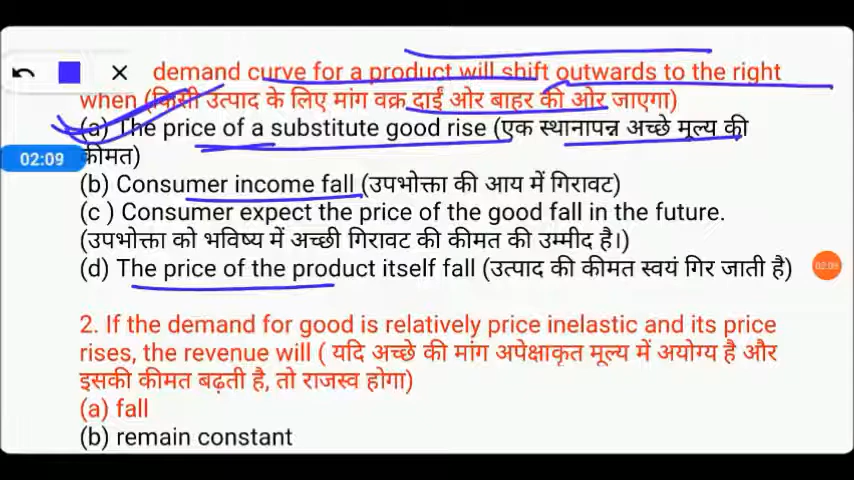 demand curve for a product will shift outwards to the right
when (किसी उत्पाद के लिए मांग वक्र दाईं ओर बाहर की ओर जाएगा)
(a) The price of a substitute good rise (एक स्थानापन्न अच्छे मूल्य की
02:09 कीमत)
(b) Consumer income fall (उपभोक्ता की आय में गिरावट)
(c ) Consumer expect the price of the good fall in the future.
(उपभोक्ता को भविष्य में अच्छी गिरावट की कीमत की उम्मीद है।)
(d) The price of the product itself fall (उत्पाद की कीमत स्वयं गिर जाती है)
2. If the demand for good is relatively price inelastic and its price
rises, the revenue will ( यदि अच्छे की मांग अपेक्षाकृत मूल्य में अयोग्य है और
इसकी कीमत बढ़ती है, तो राजस्व होगा)
(a) fall
(b) remain constant